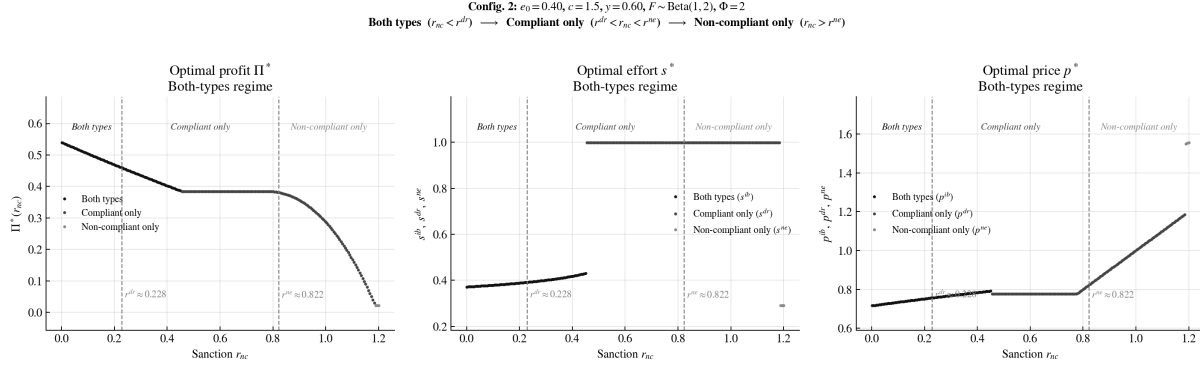 Config. 2: e₀ = 0.40, c = 1.5, y = 0.60, F ~ Beta(1, 2), Φ = 2
Both types (r_nc < r^dr) ⟶ Compliant only (r^dr < r_nc < r^ne) ⟶ Non-compliant only (r_nc > r^ne)
Optimal profit Π*
Both-types regime
Both types
Compliant only
Non-compliant only
Both types
Compliant only
Non-compliant only
r^dr ≈ 0.228
r^ne ≈ 0.822
Π*(r_nc)
0.6
0.5
0.4
0.3
0.2
0.1
0.0
0.0 0.2 0.4 0.6 0.8 1.0 1.2
Sanction r_nc
Optimal effort s*
Both-types regime
Both types
Compliant only
Non-compliant only
Both types (s^ib)
Compliant only (s^dr)
Non-compliant only (s^ne)
r^dr ≈ 0.228
r^ne ≈ 0.822
s^ib, s^dr, s^ne
1.0
0.8
0.6
0.4
0.2
0.0 0.2 0.4 0.6 0.8 1.0 1.2
Sanction r_nc
Optimal price p*
Both-types regime
Both types
Compliant only
Non-compliant only
Both types (p^ib)
Compliant only (p^dr)
Non-compliant only (p^ne)
r^dr ≈ 0.228
r^ne ≈ 0.822
p^ib, p^dr, p^ne
1.6
1.4
1.2
1.0
0.8
0.6
0.0 0.2 0.4 0.6 0.8 1.0 1.2
Sanction r_nc